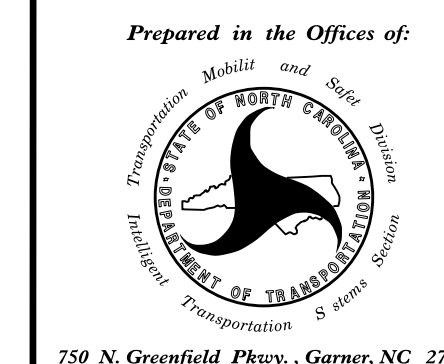 Prepared in the Offices of:
Transportation Mobilit and Safet Division
STATE OF NORTH CAROLINA
DEPARTMENT OF TRANSPORTATION
Intelligent Transportation S stems Section
750 N. Greenfield Pkwy. , Garner, NC 27